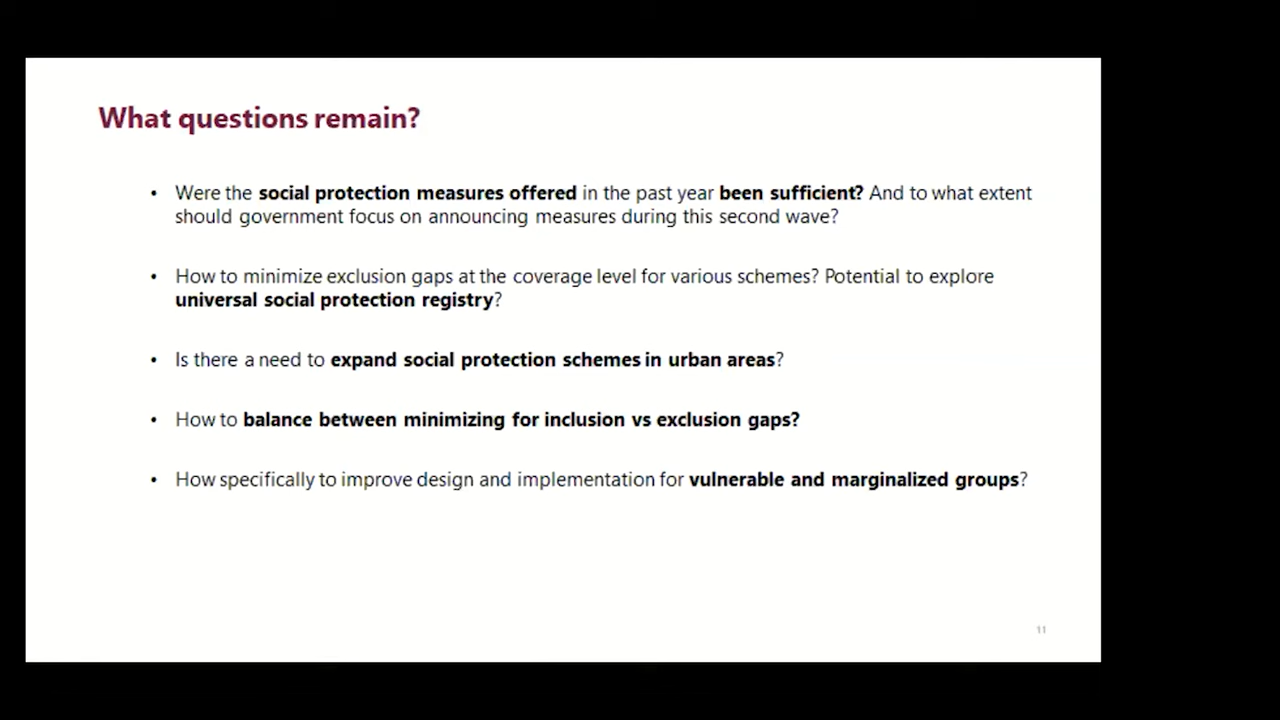 What questions remain?
• Were the social protection measures offered in the past year been sufficient? And to what extent
should government focus on announcing measures during this second wave?
• How to minimize exclusion gaps at the coverage level for various schemes? Potential to explore
universal social protection registry?
• Is there a need to expand social protection schemes in urban areas?
• How to balance between minimizing for inclusion vs exclusion gaps?
• How specifically to improve design and implementation for vulnerable and marginalized groups?
11